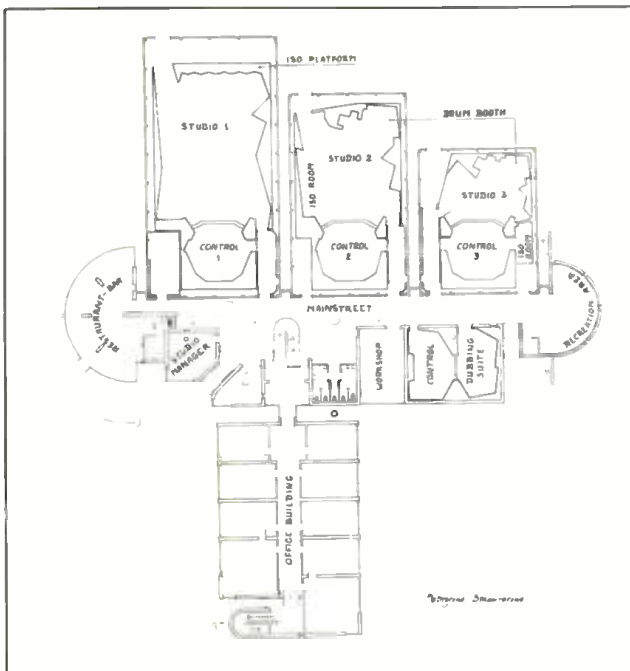 ISO PLATFORM
DRUM BOOTH
STUDIO 1
STUDIO 2
STUDIO 3
ISO ROOM
CONTROL
1
CONTROL
2
CONTROL
3
ISO
ROOM
RESTAURANT-BAR
MAINSTREET
RECREATION
AREA
STUDIO
MANAGER
WORKSHOP
CONTROL
DUBBING
SUITE
OFFICE BUILDING